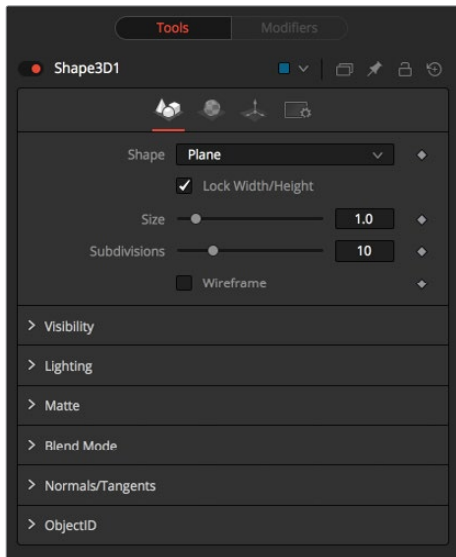 Tools Modifiers
Shape3D1
Shape Plane
Lock Width/Height
Size 1.0
Subdivisions 10
Wireframe
Visibility
Lighting
Matte
Blend Mode
Normals/Tangents
ObjectID